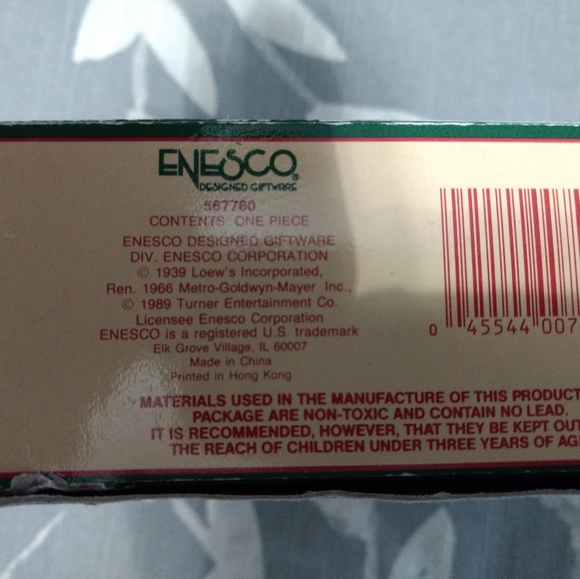 ENESCO®
DESIGNED GIFTWARE
567760
CONTENTS: ONE PIECE
ENESCO DESIGNED GIFTWARE
DIV. ENESCO CORPORATION
© 1939 Loew's Incorporated,
Ren. 1966 Metro-Goldwyn-Mayer Inc.,
© 1989 Turner Entertainment Co.
Licensee Enesco Corporation
ENESCO is a registered U.S. trademark
Elk Grove Village, IL 60007
Made in China
Printed in Hong Kong
0 45544 007
MATERIALS USED IN THE MANUFACTURE OF THIS PRODUCT
PACKAGE ARE NON-TOXIC AND CONTAIN NO LEAD.
IT IS RECOMMENDED, HOWEVER, THAT THEY BE KEPT OUT
THE REACH OF CHILDREN UNDER THREE YEARS OF AGE